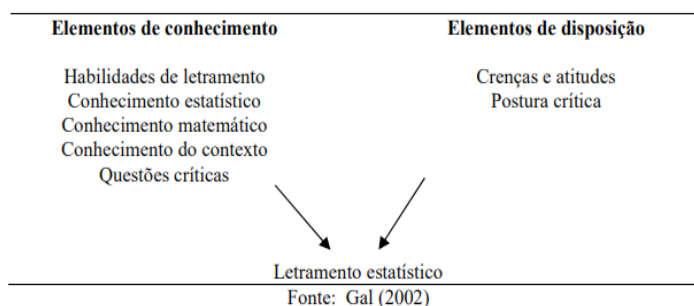 Elementos de conhecimento
Habilidades de letramento
Conhecimento estatístico
Conhecimento matemático
Conhecimento do contexto
Questões críticas
Elementos de disposição
Crenças e atitudes
Postura crítica
Letramento estatístico
Fonte: Gal (2002)